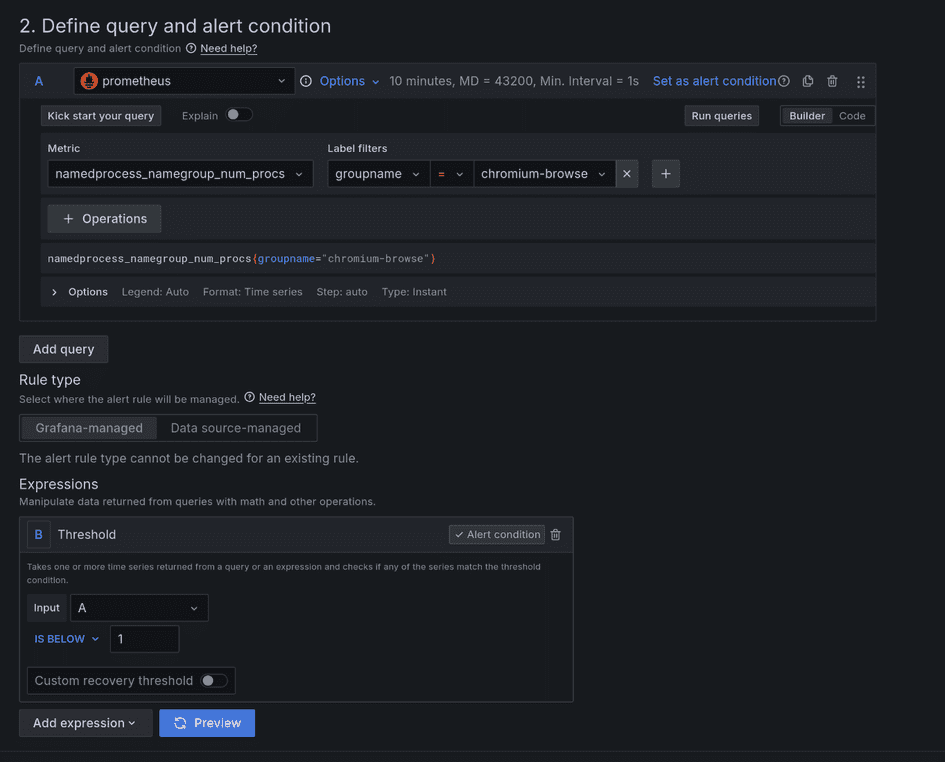 2. Define query and alert condition
Define query and alert condition Need help?
A prometheus Options 10 minutes, MD = 43200, Min. Interval = 1s Set as alert condition
Kick start your query Explain Run queries Builder Code
Metric Label filters
namedprocess_namegroup_num_procs groupname = chromium-browse
+ Operations
namedprocess_namegroup_num_procs{groupname="chromium-browse"}
Options Legend: Auto Format: Time series Step: auto Type: Instant
Add query
Rule type
Select where the alert rule will be managed. Need help?
Grafana-managed Data source-managed
The alert rule type cannot be changed for an existing rule.
Expressions
Manipulate data returned from queries with math and other operations.
B Threshold Alert condition
Takes one or more time series returned from a query or an expression and checks if any of the series match the threshold
condition.
Input A
IS BELOW 1
Custom recovery threshold
Add expression Preview